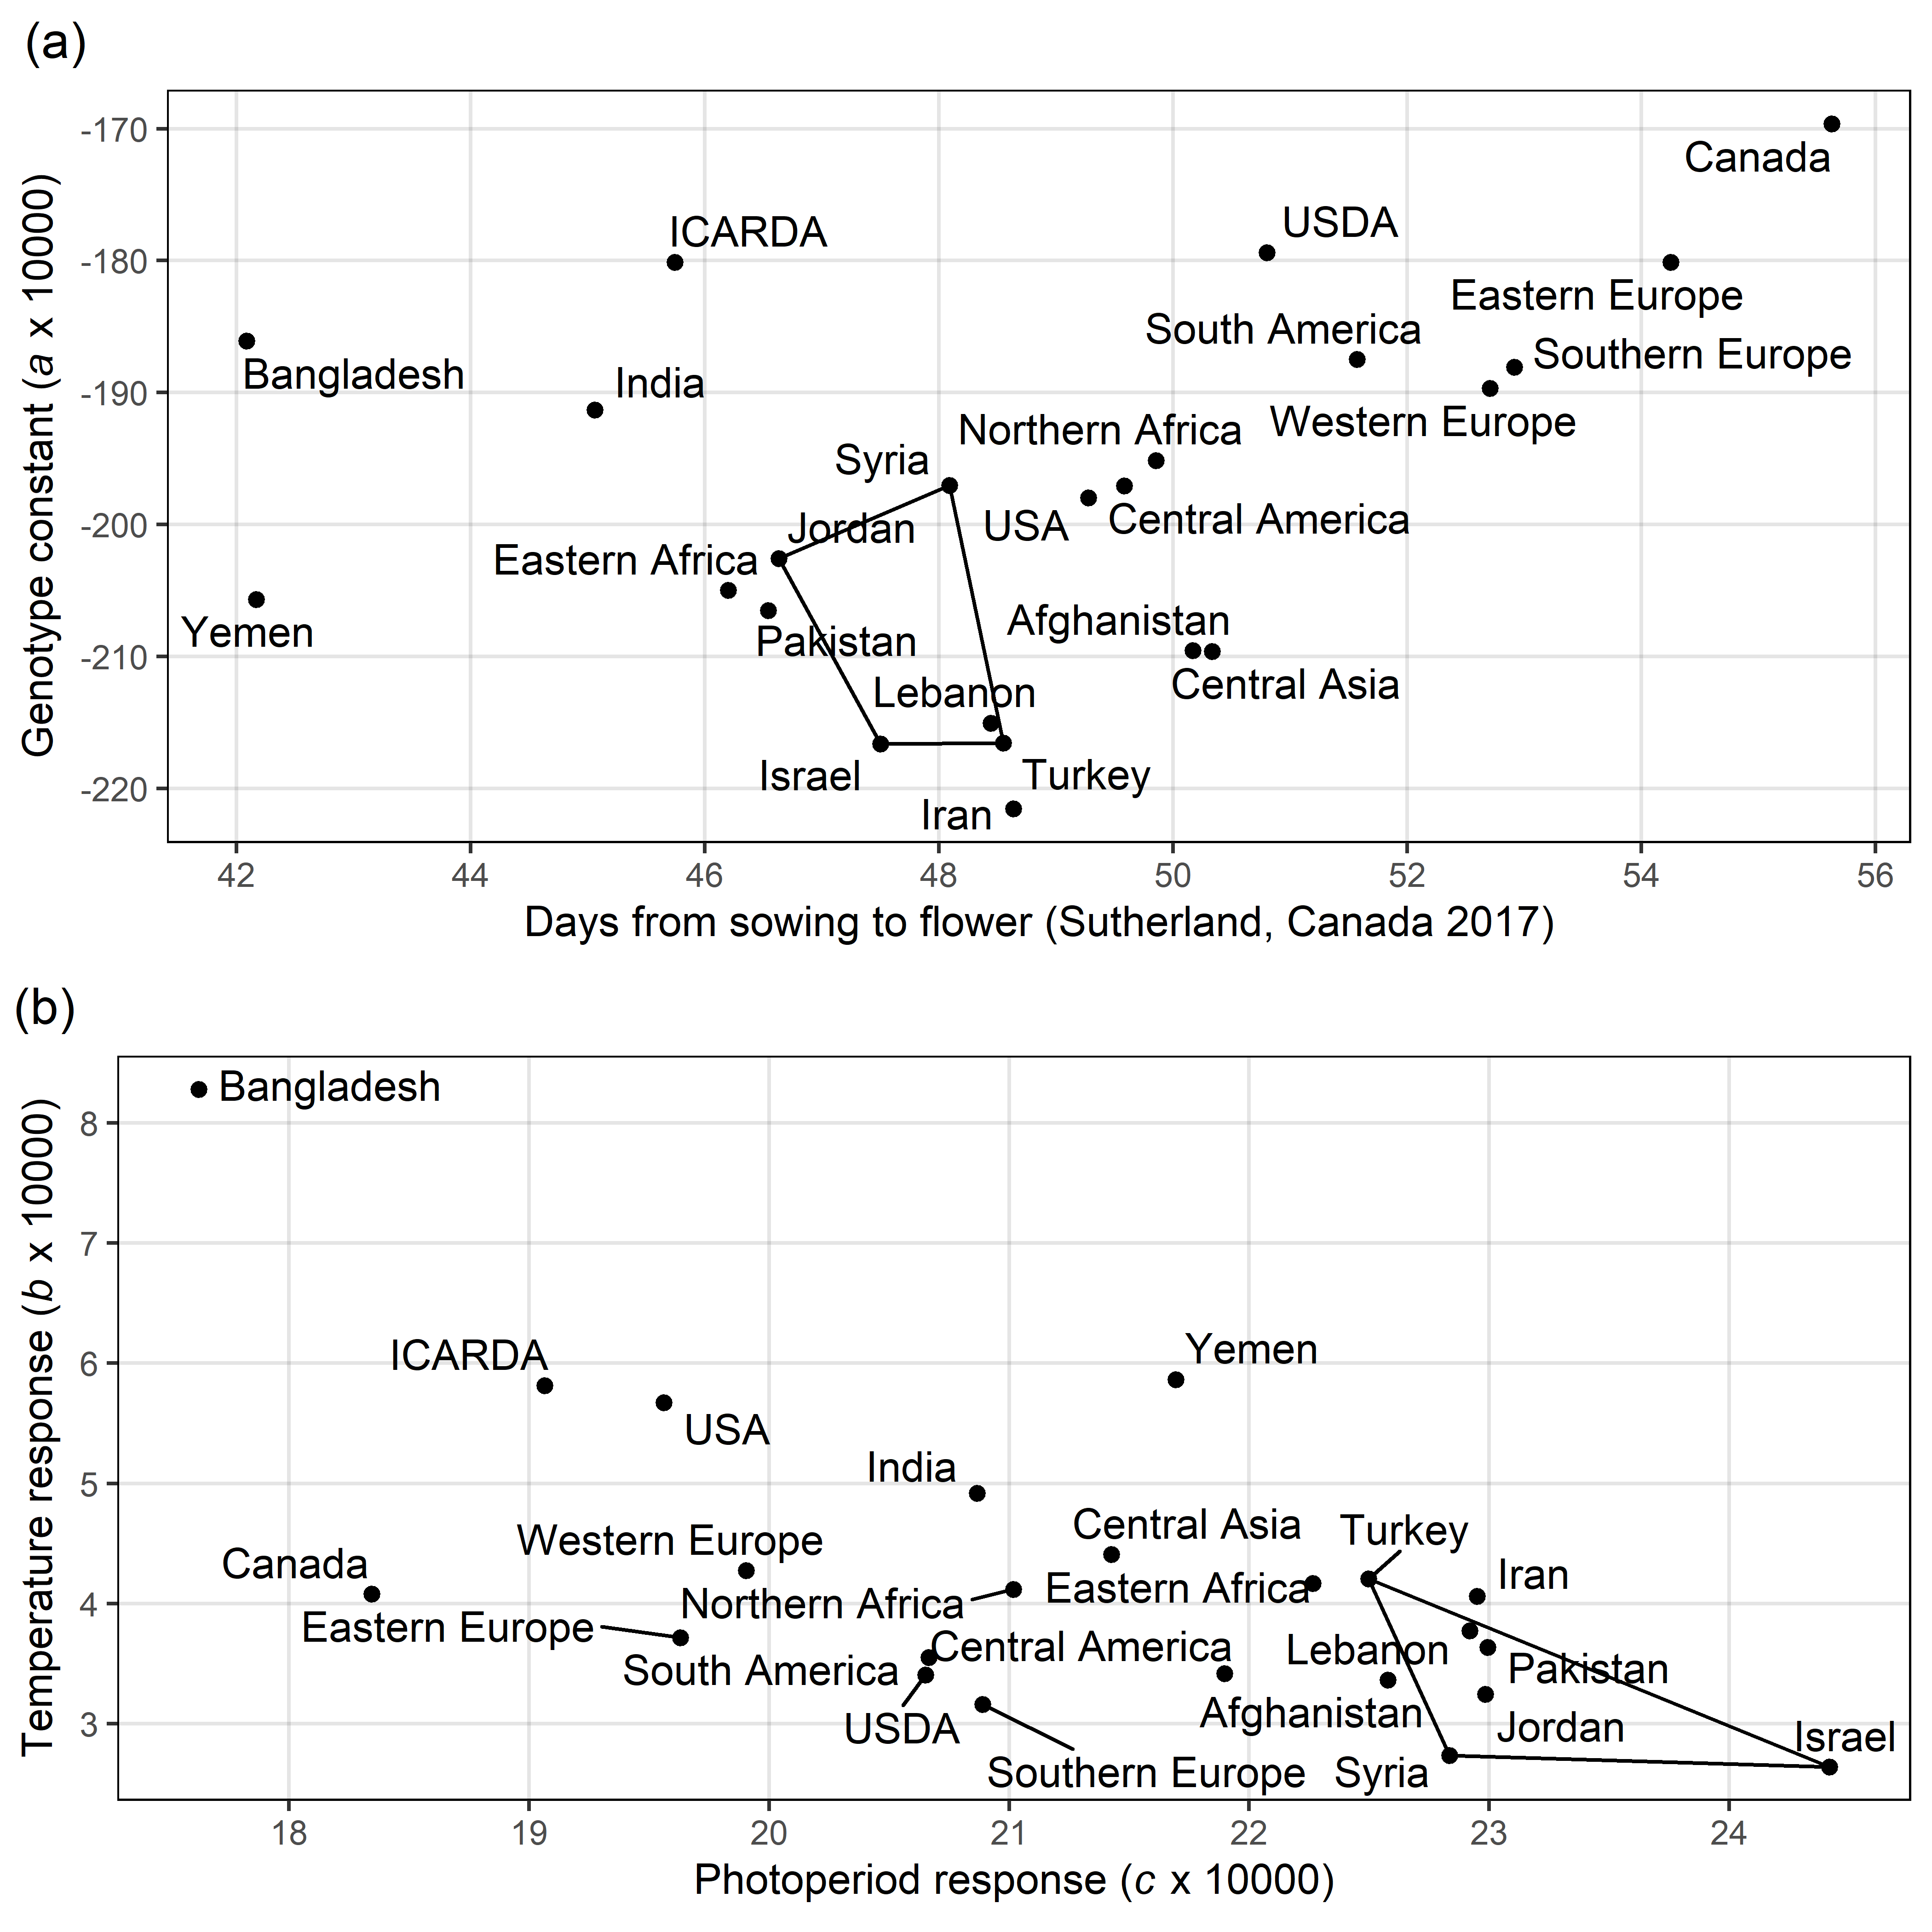 (a)
-170
Canada
ICARDA
USDA
-180
Eastern Europe
South America
Southern Europe
Bangladesh
India
-190
Western Europe
Northern Africa
Syria
-200
Jordan
USA
Central America
Eastern Africa
Yemen
Afghanistan
Pakistan
-210
Central Asia
Lebanon
Israel
Turkey
-220
Iran
Genotype constant (a x 10000)
42 44 46 48 50 52 54 56
Days from sowing to flower (Sutherland, Canada 2017)
(b)
Bangladesh
8
7
ICARDA
Yemen
6
USA
India
5
Central Asia
Turkey
Western Europe
Canada
Iran
Eastern Africa
4
Northern Africa
Eastern Europe
Central America
Lebanon
South America
Pakistan
Afghanistan
3
USDA
Jordan
Israel
Southern Europe
Syria
Temperature response (b x 10000)
18 19 20 21 22 23 24
Photoperiod response (c x 10000)